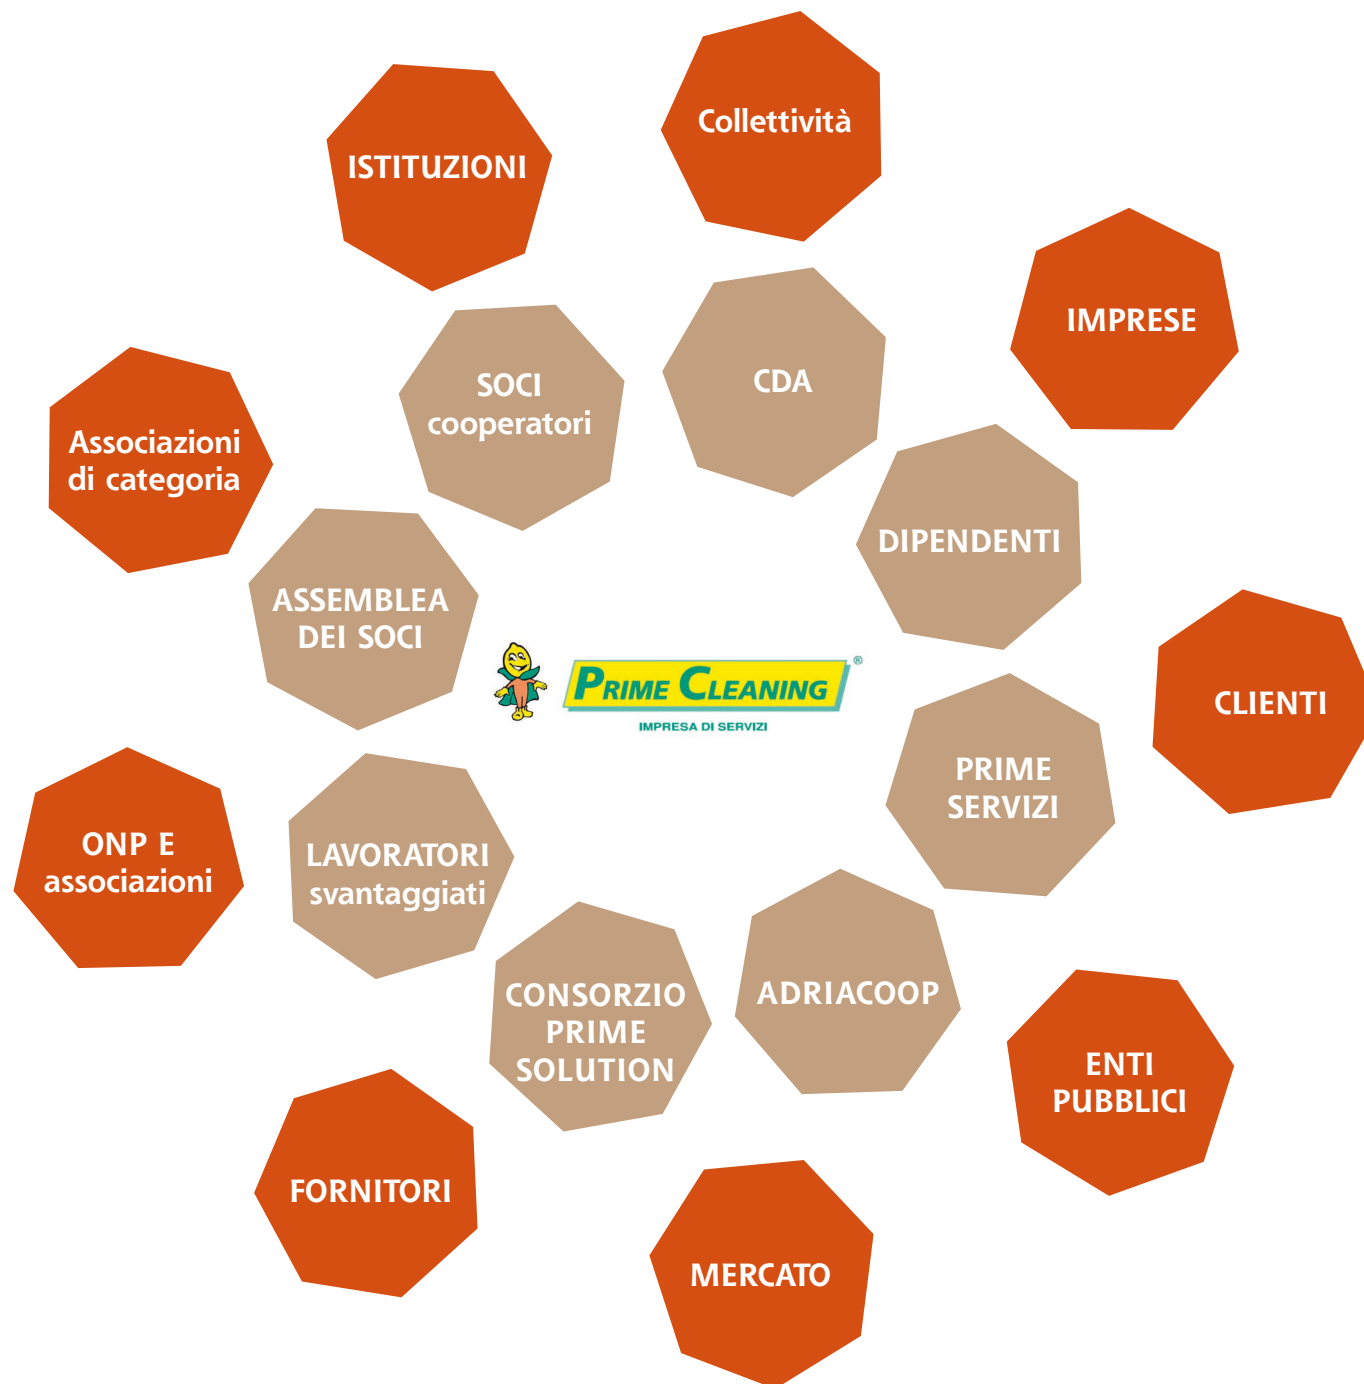 Collettività
ISTITUZIONI
IMPRESE
SOCI
cooperatori
CDA
Associazioni
di categoria
DIPENDENTI
ASSEMBLEA
DEI SOCI
PRIME CLEANING ®
IMPRESA DI SERVIZI
CLIENTI
PRIME
SERVIZI
ONP E
associazioni
LAVORATORI
svantaggiati
CONSORZIO
PRIME
SOLUTION
ADRIACOOP
ENTI
PUBBLICI
FORNITORI
MERCATO